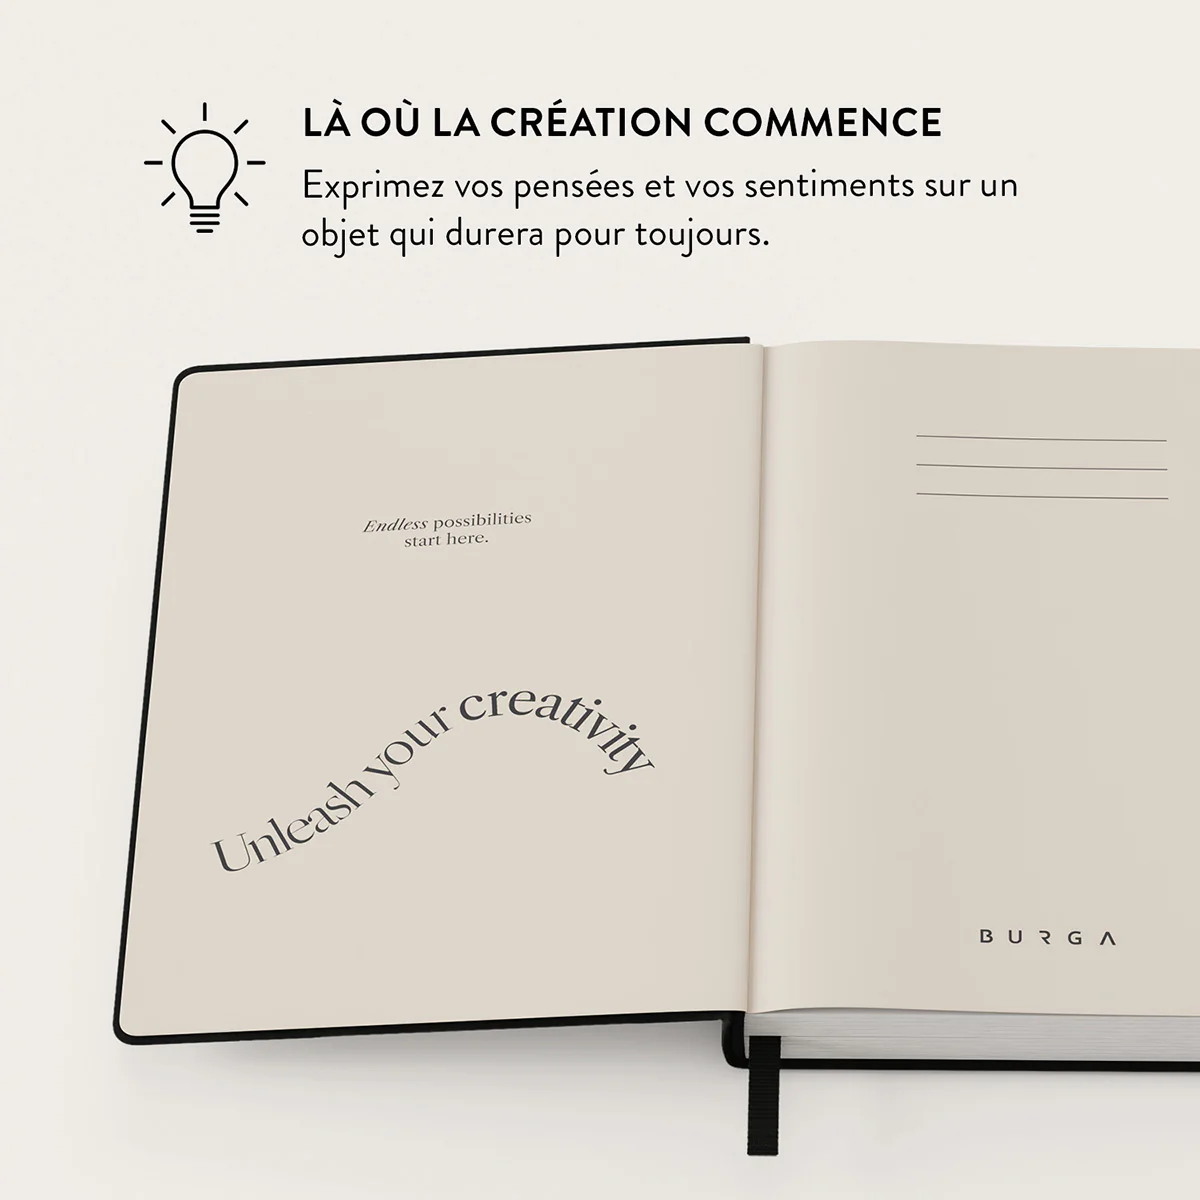 LÀ OÙ LA CRÉATION COMMENCE
Exprimez vos pensées et vos sentiments sur un
objet qui durera pour toujours.
Endless possibilities
start here.
Unleash your creativity
BURGA